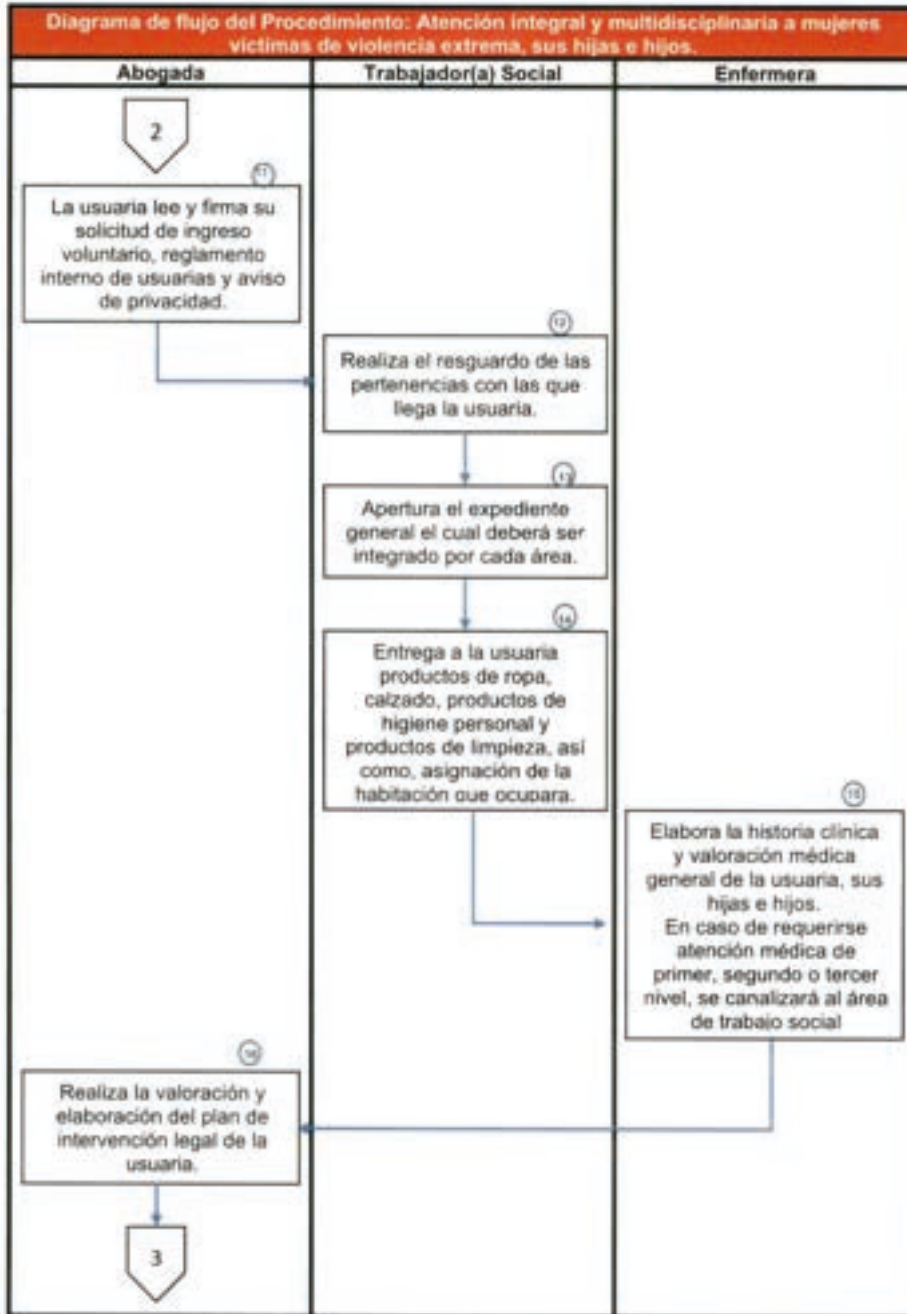 Diagrama de flujo del Procedimiento: Atención integral y multidisciplinaria a mujeres
víctimas de violencia extrema, sus hijas e hijos.
Abogada
Trabajador(a) Social
Enfermera
2
11
La usuaria lee y firma su
solicitud de ingreso
voluntario, reglamento
interno de usuarias y aviso
de privacidad.
12
Realiza el resguardo de las
pertenencias con las que
llega la usuaria.
13
Apertura el expediente
general el cual deberá ser
integrado por cada área.
14
Entrega a la usuaria
productos de ropa,
calzado, productos de
higiene personal y
productos de limpieza, así
como, asignación de la
habitación que ocupara.
15
Elabora la historia clínica
y valoración médica
general de la usuaria, sus
hijas e hijos.
En caso de requerirse
atención médica de
primer, segundo o tercer
nivel, se canalizará al área
de trabajo social
16
Realiza la valoración y
elaboración del plan de
intervención legal de la
usuaria.
3